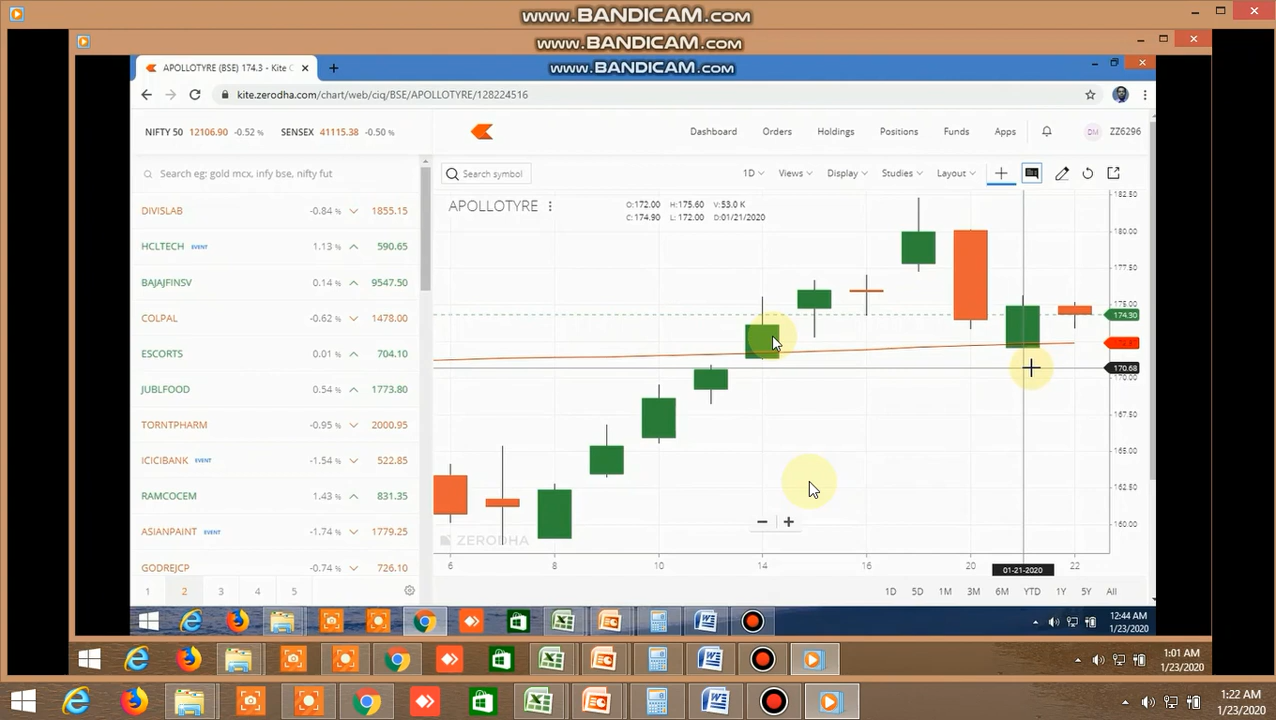 www.BANDICAM.com
www.BANDICAM.com
www.BANDICAM.com
APOLLOTYRE (BSE) 174.3 - Kite C
kite.zerodha.com/chart/web/ciq/BSE/APOLLOTYRE/128224516
NIFTY 50 12106.90 -0.52 % SENSEX 41115.38 -0.50 %
Dashboard Orders Holdings Positions Funds Apps DM ZZ6296
Search eg: gold mcx, infy bse, nifty fut
Search symbol 1D Views Display Studies Layout
APOLLOTYRE
O:172.00 H:175.60 V:53.0 K
C:174.90 L:172.00 D:01/21/2020
DIVISLAB -0.84 % 1855.15
HCLTECH EVENT 1.13 % 590.65
BAJAJFINSV 0.14 % 9547.50
COLPAL -0.62 % 1478.00
ESCORTS 0.01 % 704.10
JUBLFOOD 0.54 % 1773.80
TORNTPHARM -0.95 % 2000.95
ICICIBANK EVENT -1.54 % 522.85
RAMCOCEM 1.43 % 831.35
ASIANPAINT EVENT -1.34 % 1779.25
GODREJCP -0.74 % 726.10
182.50
180.00
177.50
175.00
174.30
170.68
170.00
167.50
165.00
162.50
160.00
ZERODHA
6 8 10 14 16 20 22
01-21-2020
1 2 3 4 5
1D 5D 1M 3M 6M YTD 1Y 5Y All
12:44 AM
1/23/2020
1:01 AM
1/23/2020
1:22 AM
1/23/2020